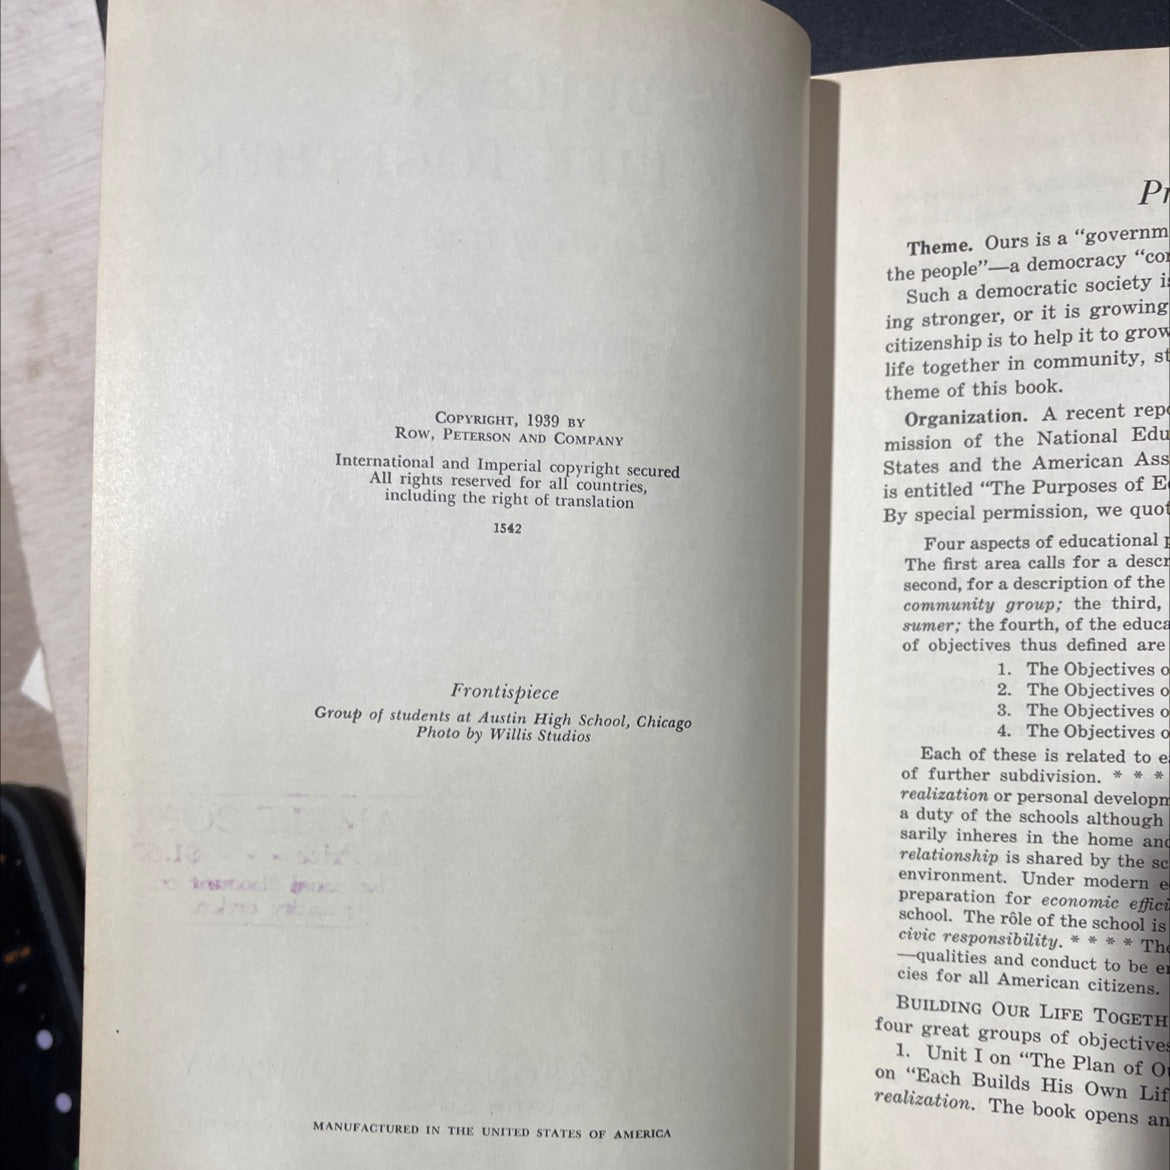 COPYRIGHT, 1939 BY
ROW, PETERSON AND COMPANY
International and Imperial copyright secured
All rights reserved for all countries,
including the right of translation
1542
Frontispiece
Group of students at Austin High School, Chicago
Photo by Willis Studios
MANUFACTURED IN THE UNITED STATES OF AMERICA
Theme. Ours is a "governm
the people"—a democracy "co
Such a democratic society i
ing stronger, or it is growing
citizenship is to help it to grow
life together in community, st
theme of this book.
Organization. A recent rep
mission of the National Edu
States and the American Ass
is entitled "The Purposes of E
By special permission, we quot
Four aspects of educational
The first area calls for a descr
second, for a description of the
community group; the third,
sumer; the fourth, of the educa
of objectives thus defined are
1. The Objectives o
2. The Objectives o
3. The Objectives o
4. The Objectives o
Each of these is related to e
of further subdivision. * * *
realization or personal developm
a duty of the schools although
sarily inheres in the home and
relationship is shared by the sc
environment. Under modern e
preparation for economic effici
school. The rôle of the school is
civic responsibility. * * * * The
—qualities and conduct to be e
cies for all American citizens.
BUILDING OUR LIFE TOGETH
four great groups of objectives
1. Unit I on "The Plan of O
on "Each Builds His Own Lif
realization. The book opens an